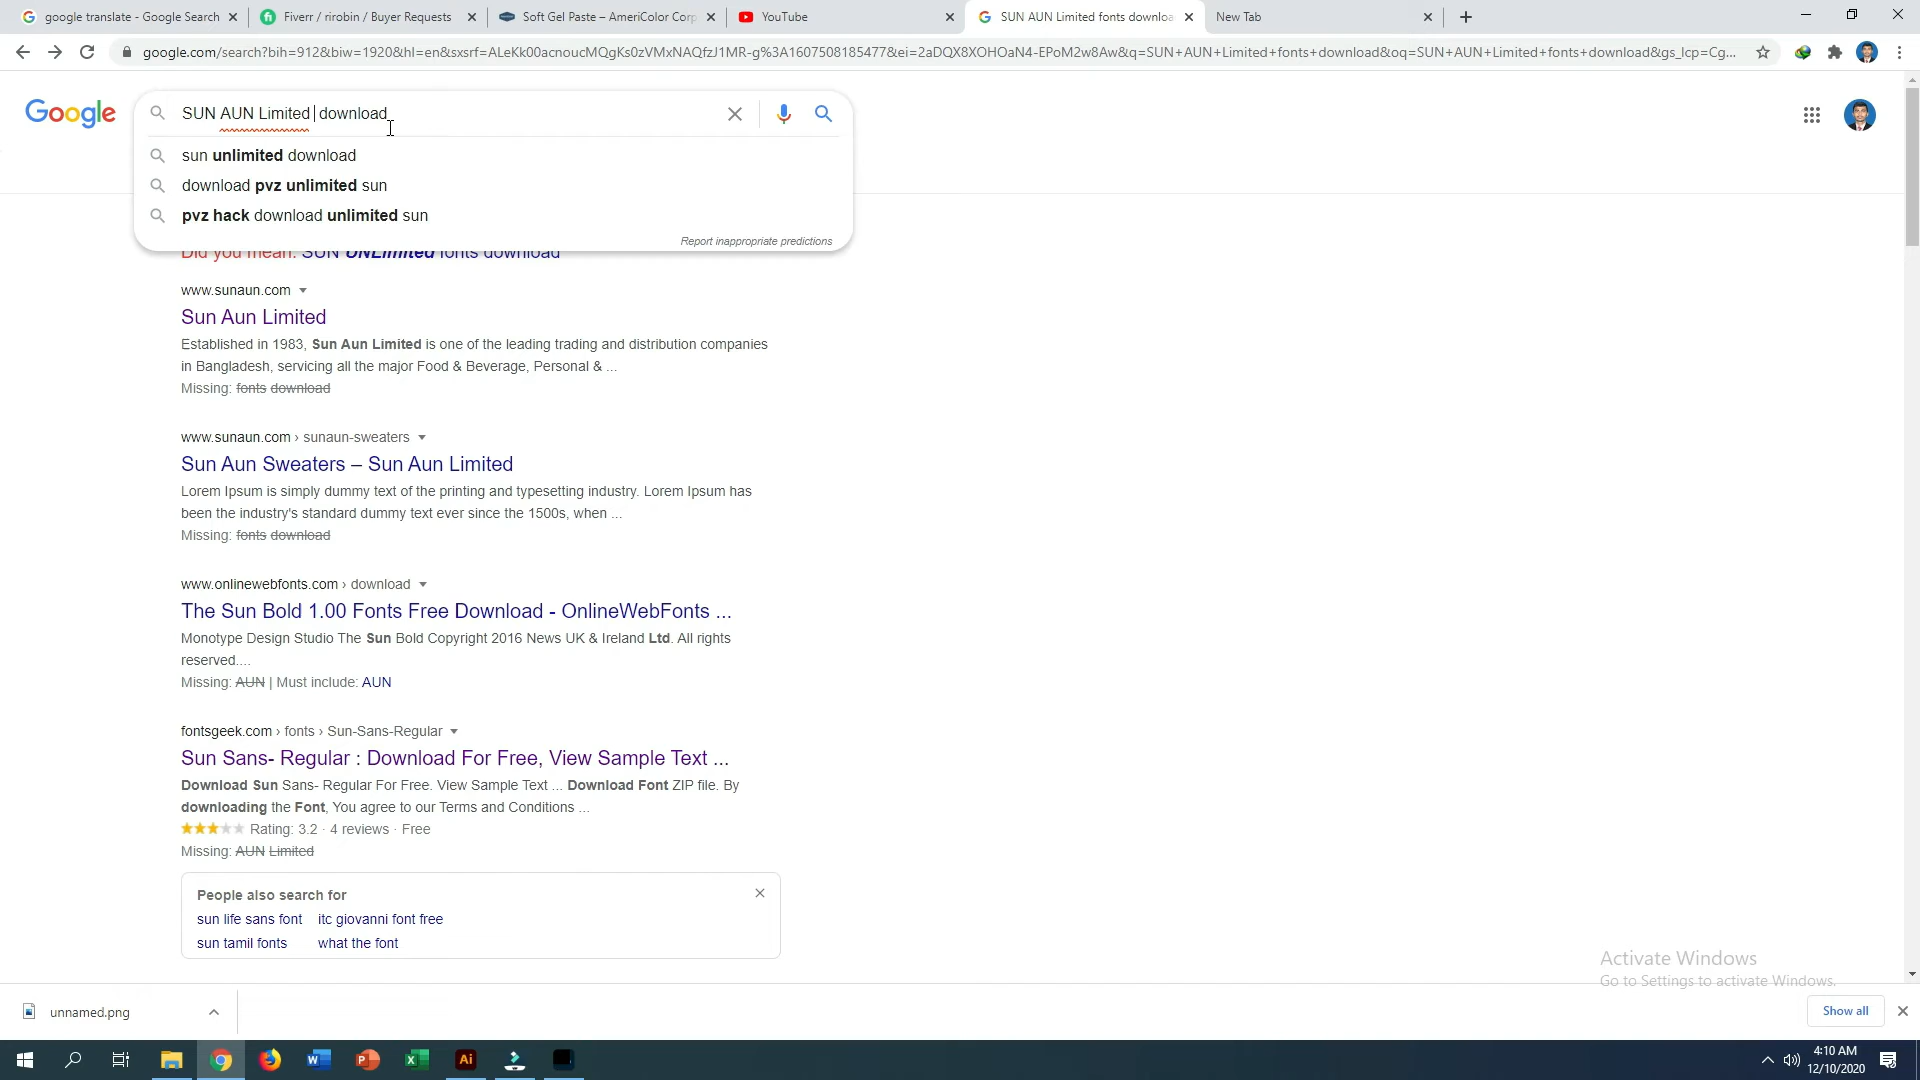 google translate - Google Search
Fiverr / rirobin / Buyer Requests
Soft Gel Paste – AmeriColor Corp
YouTube
SUN AUN Limited fonts downloa
New Tab
google.com/search?bih=912&biw=1920&hl=en&sxsrf=ALeKk00acnoucMQgKs0zVMxNAQfzJ1MR-g%3A1607508185477&ei=2aDQX8XOHOaN4-EPoM2w8Aw&q=SUN+AUN+Limited+fonts+download&oq=SUN+AUN+Limited+fonts+download&gs_lcp=Cg...
Google
SUN AUN Limited download
sun unlimited download
download pvz unlimited sun
pvz hack download unlimited sun
Report inappropriate predictions
Did you mean: SUN UNLimited fonts download
www.sunaun.com
Sun Aun Limited
Established in 1983, Sun Aun Limited is one of the leading trading and distribution companies
in Bangladesh, servicing all the major Food & Beverage, Personal & ...
Missing: fonts download
www.sunaun.com › sunaun-sweaters
Sun Aun Sweaters – Sun Aun Limited
Lorem Ipsum is simply dummy text of the printing and typesetting industry. Lorem Ipsum has
been the industry's standard dummy text ever since the 1500s, when ...
Missing: fonts download
www.onlinewebfonts.com › download
The Sun Bold 1.00 Fonts Free Download - OnlineWebFonts ...
Monotype Design Studio The Sun Bold Copyright 2016 News UK & Ireland Ltd. All rights
reserved....
Missing: AUN | Must include: AUN
fontsgeek.com › fonts › Sun-Sans-Regular
Sun Sans- Regular : Download For Free, View Sample Text ...
Download Sun Sans- Regular For Free. View Sample Text ... Download Font ZIP file. By
downloading the Font, You agree to our Terms and Conditions ...
Rating: 3.2 · 4 reviews · Free
Missing: AUN Limited
People also search for
sun life sans font
itc giovanni font free
sun tamil fonts
what the font
Activate Windows
Go to Settings to activate Windows.
unnamed.png
Show all
Ai
4:10 AM
12/10/2020